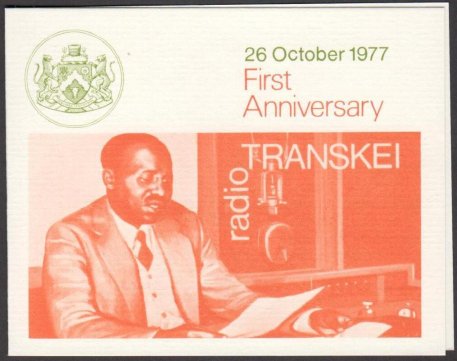 26 October 1977
First
Anniversary
radio TRANSKEI